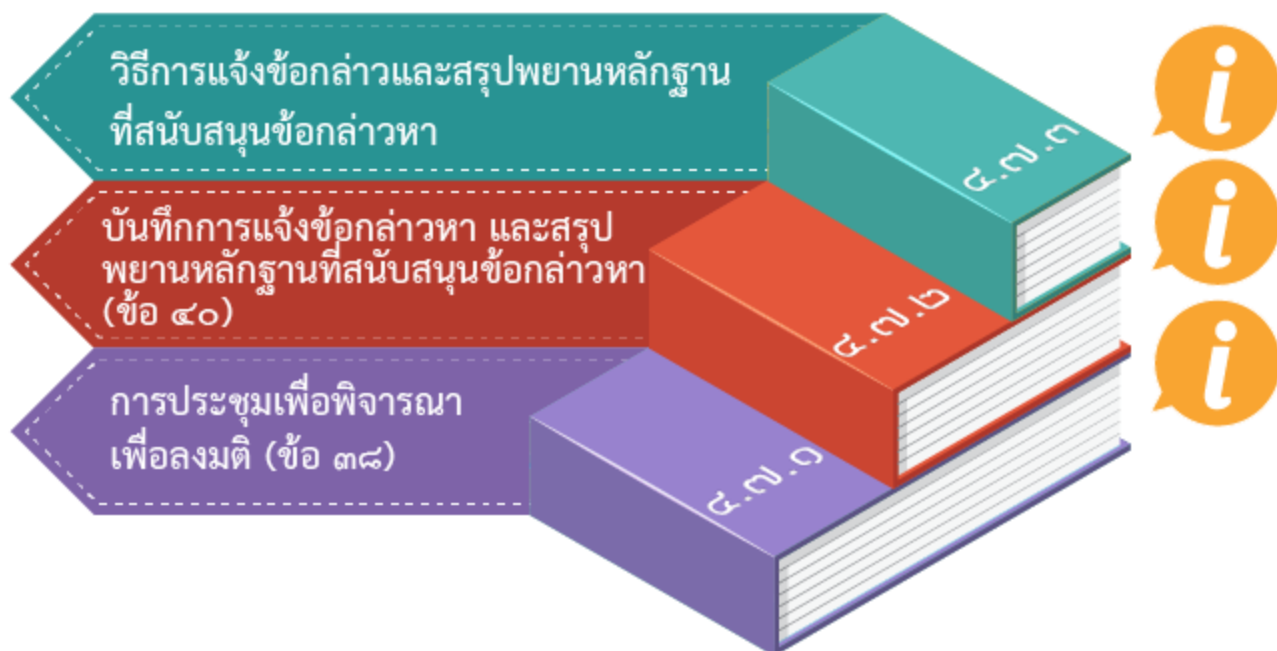 วิธีการแจ้งข้อกล่าวและสรุปพยานหลักฐาน
ที่สนับสนุนข้อกล่าวหา
๔.๗.๓
บันทึกการแจ้งข้อกล่าวหา และสรุป
พยานหลักฐานที่สนับสนุนข้อกล่าวหา
(ข้อ ๔๐)
๔.๗.๒
การประชุมเพื่อพิจารณา
เพื่อลงมติ (ข้อ ๓๘)
๔.๗.๑
i
i
i